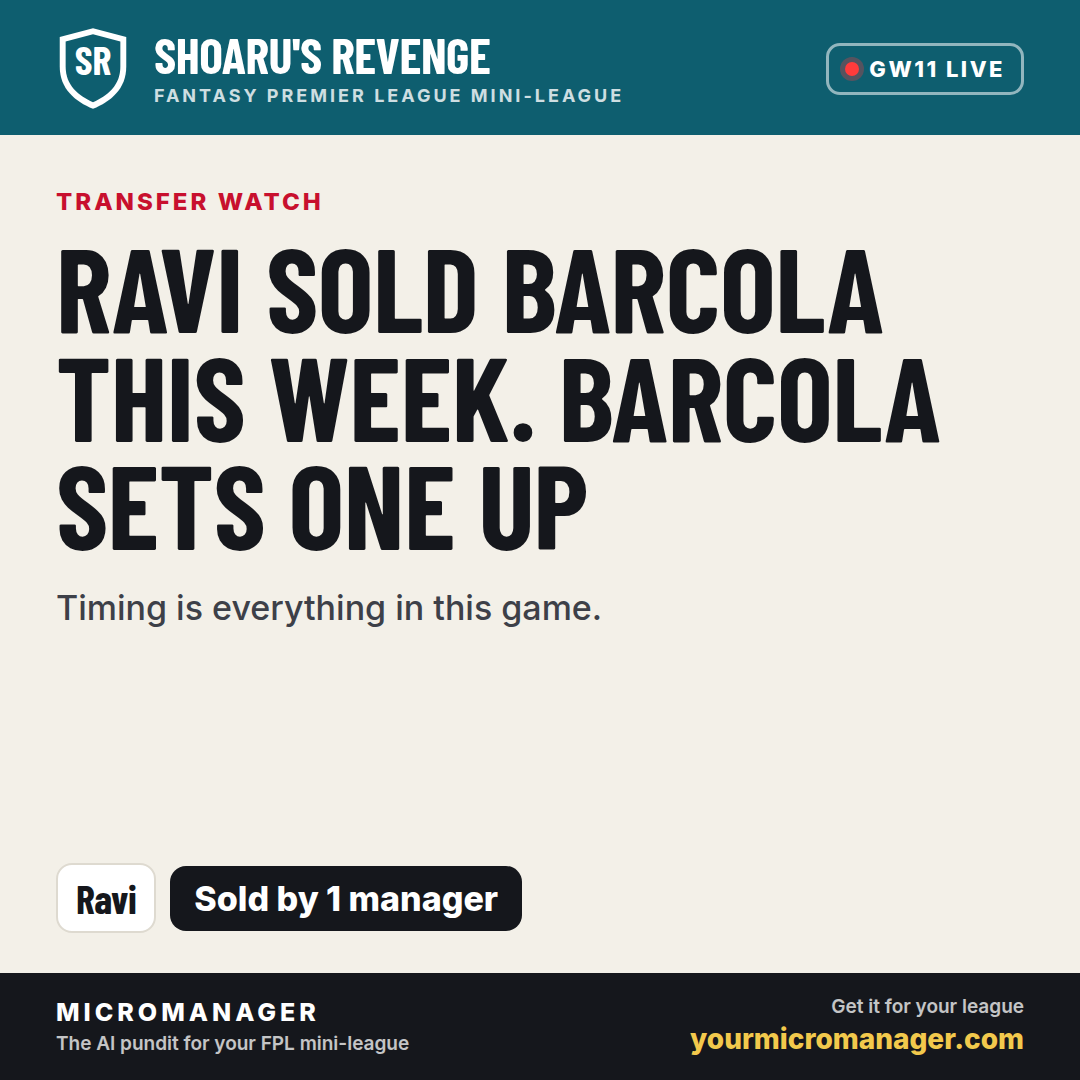 SR
SHOARU'S REVENGE
FANTASY PREMIER LEAGUE MINI-LEAGUE
GW11 LIVE
TRANSFER WATCH
RAVI SOLD BARCOLA
THIS WEEK. BARCOLA
SETS ONE UP
Timing is everything in this game.
Ravi
Sold by 1 manager
MICROMANAGER
The AI pundit for your FPL mini-league
Get it for your league
yourmicromanager.com